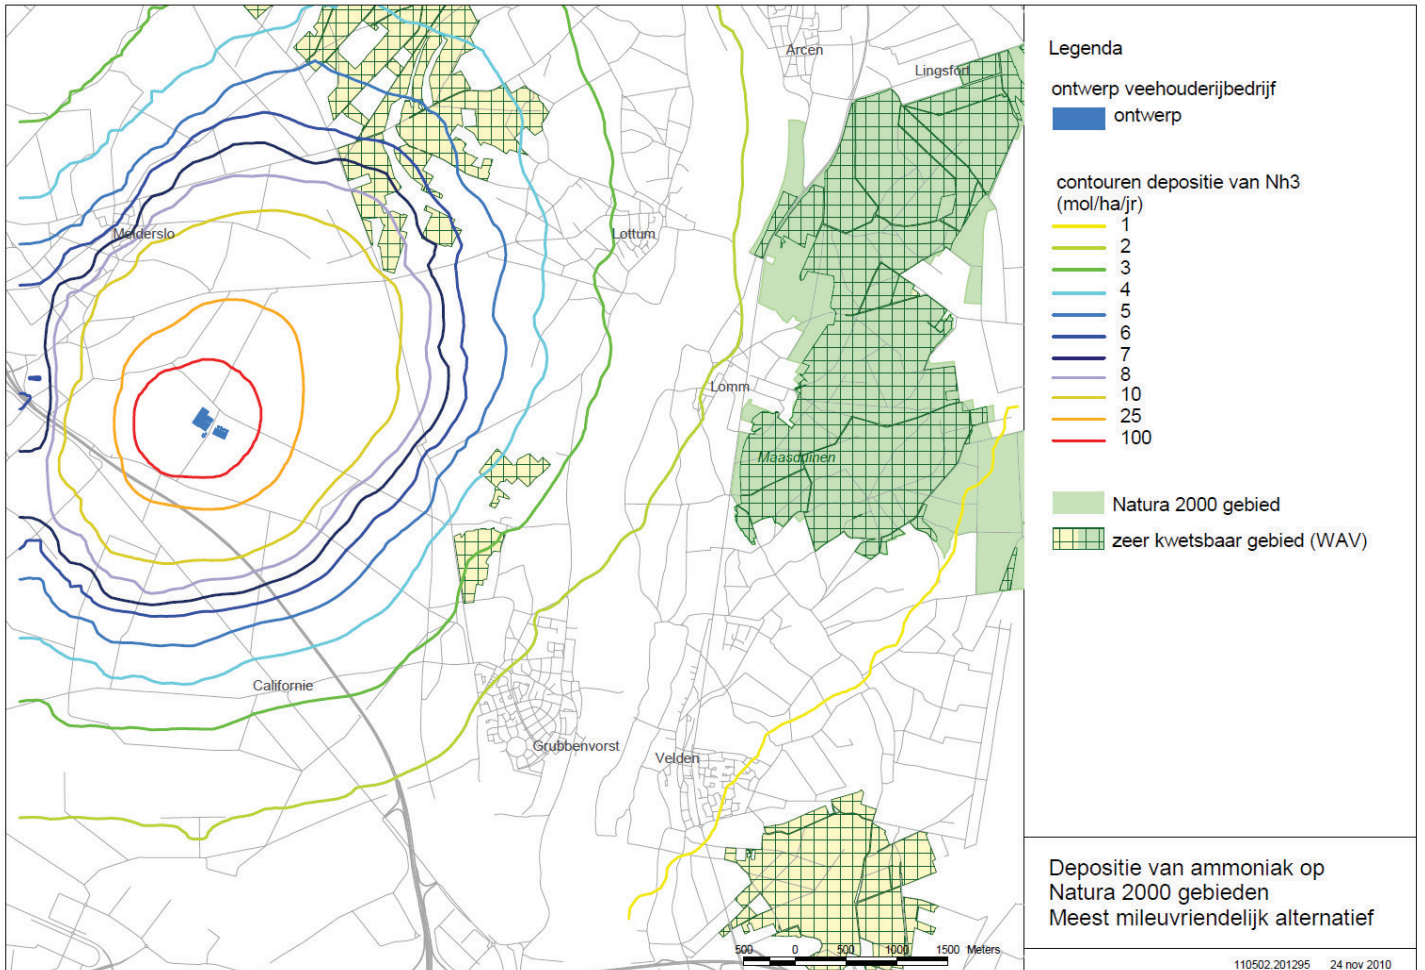 Arcen
Lingsfort
Melderslo
Lottum
Lomm
Maasduinen
Californie
Grubbenvorst
Velden
500 0 500 1000 1500 Meters
Legenda
ontwerp veehouderijbedrijf
ontwerp
contouren depositie van Nh3
(mol/ha/jr)
1
2
3
4
5
6
7
8
10
25
100
Natura 2000 gebied
zeer kwetsbaar gebied (WAV)
Depositie van ammoniak op
Natura 2000 gebieden
Meest mileuvriendelijk alternatief
110502.201295 24 nov 2010